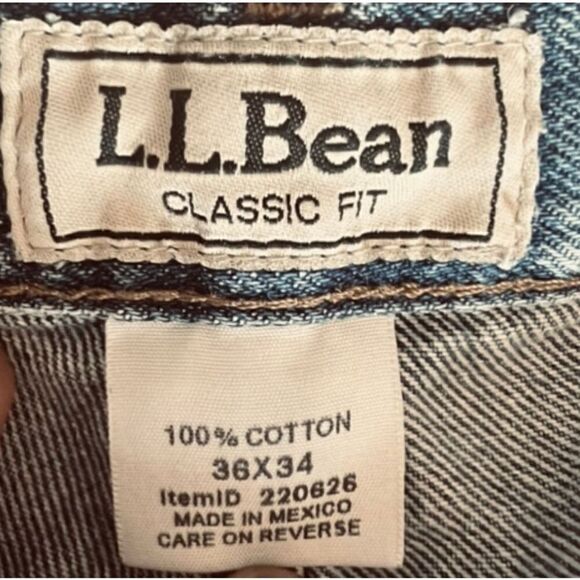 L.L.Bean
CLASSIC FIT
100% COTTON
36X34
ItemID 220626
MADE IN MEXICO
CARE ON REVERSE